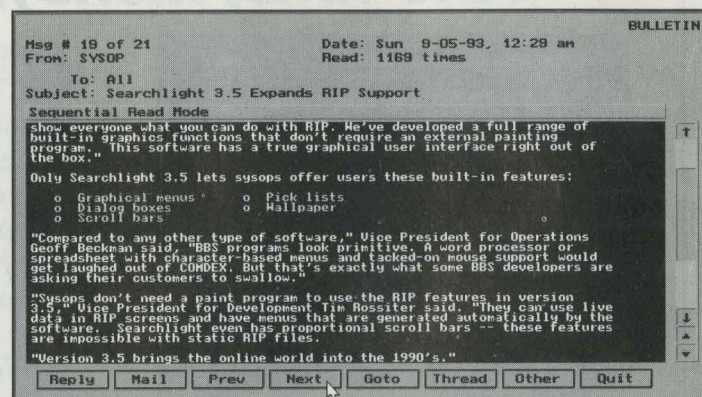 BULLETIN
Msg # 19 of 21 Date: Sun 9-05-93, 12:29 am
From: SYSOP Read: 1169 times
To: All
Subject: Searchlight 3.5 Expands RIP Support
Sequential Read Mode
show everyone what you can do with RIP. We've developed a full range of
built-in graphics functions that don't require an external painting
program. This software has a true graphical user interface right out of
the box."
Only Searchlight 3.5 lets sysops offer users these built-in features:
o Graphical menus o Pick lists
o Dialog boxes o Wallpaper
o Scroll bars
"Compared to any other type of software," Vice President for Operations
Geoff Beckman said, "BBS programs look primitive. A word processor or
spreadsheet with character-based menus and tacked-on mouse support would
get laughed out of COMDEX. But that's exactly what some BBS developers are
asking their customers to swallow."
"Sysops don't need a paint program to use the RIP features in version
3.5," Vice President for Development Tim Rossiter said. "They can use live
data in RIP screens and have menus that are generated automatically by the
software. Searchlight even has proportional scroll bars -- these features
are impossible with static RIP files.
"Version 3.5 brings the online world into the 1990's."
Reply Mail Prev Next Goto Thread Other Quit